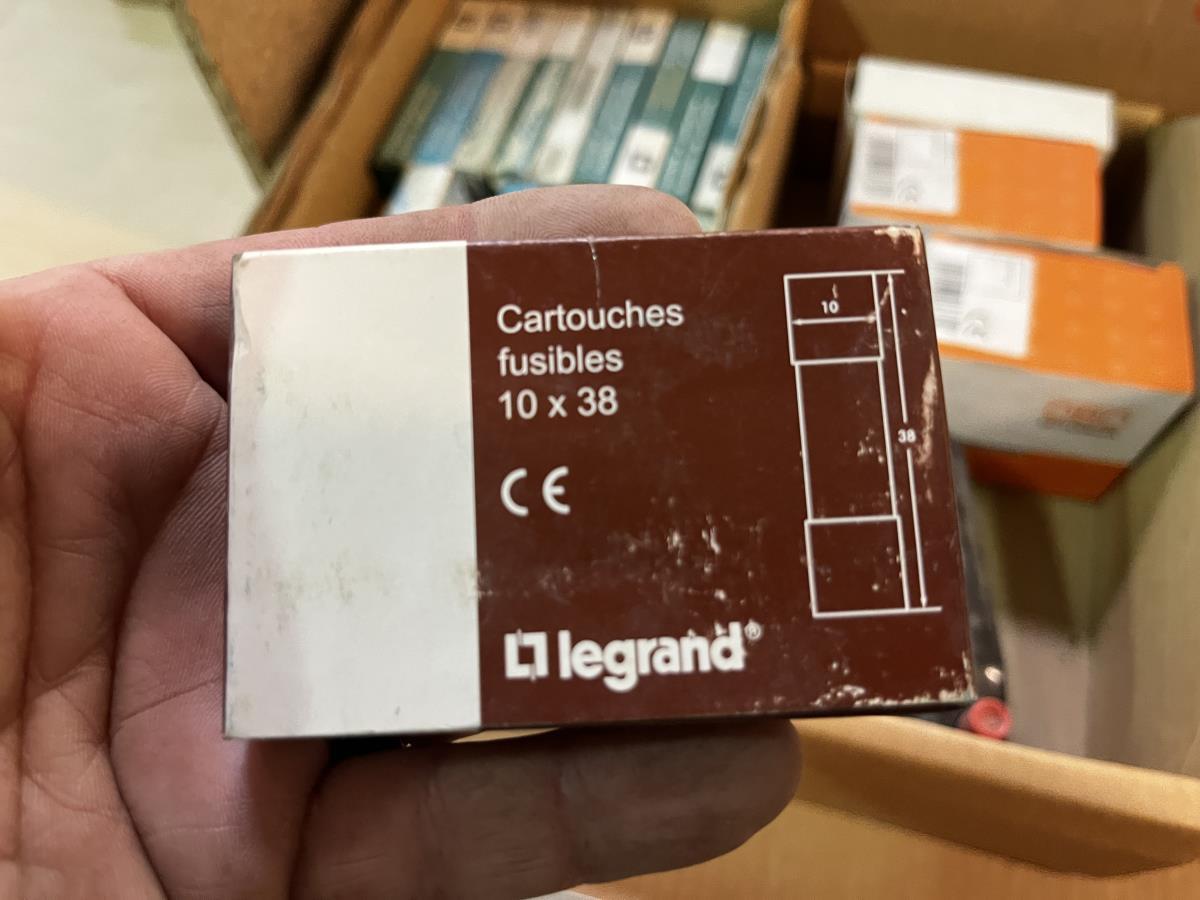 Cartouches
fusibles
10 x 38
CE
legrand®
10
38